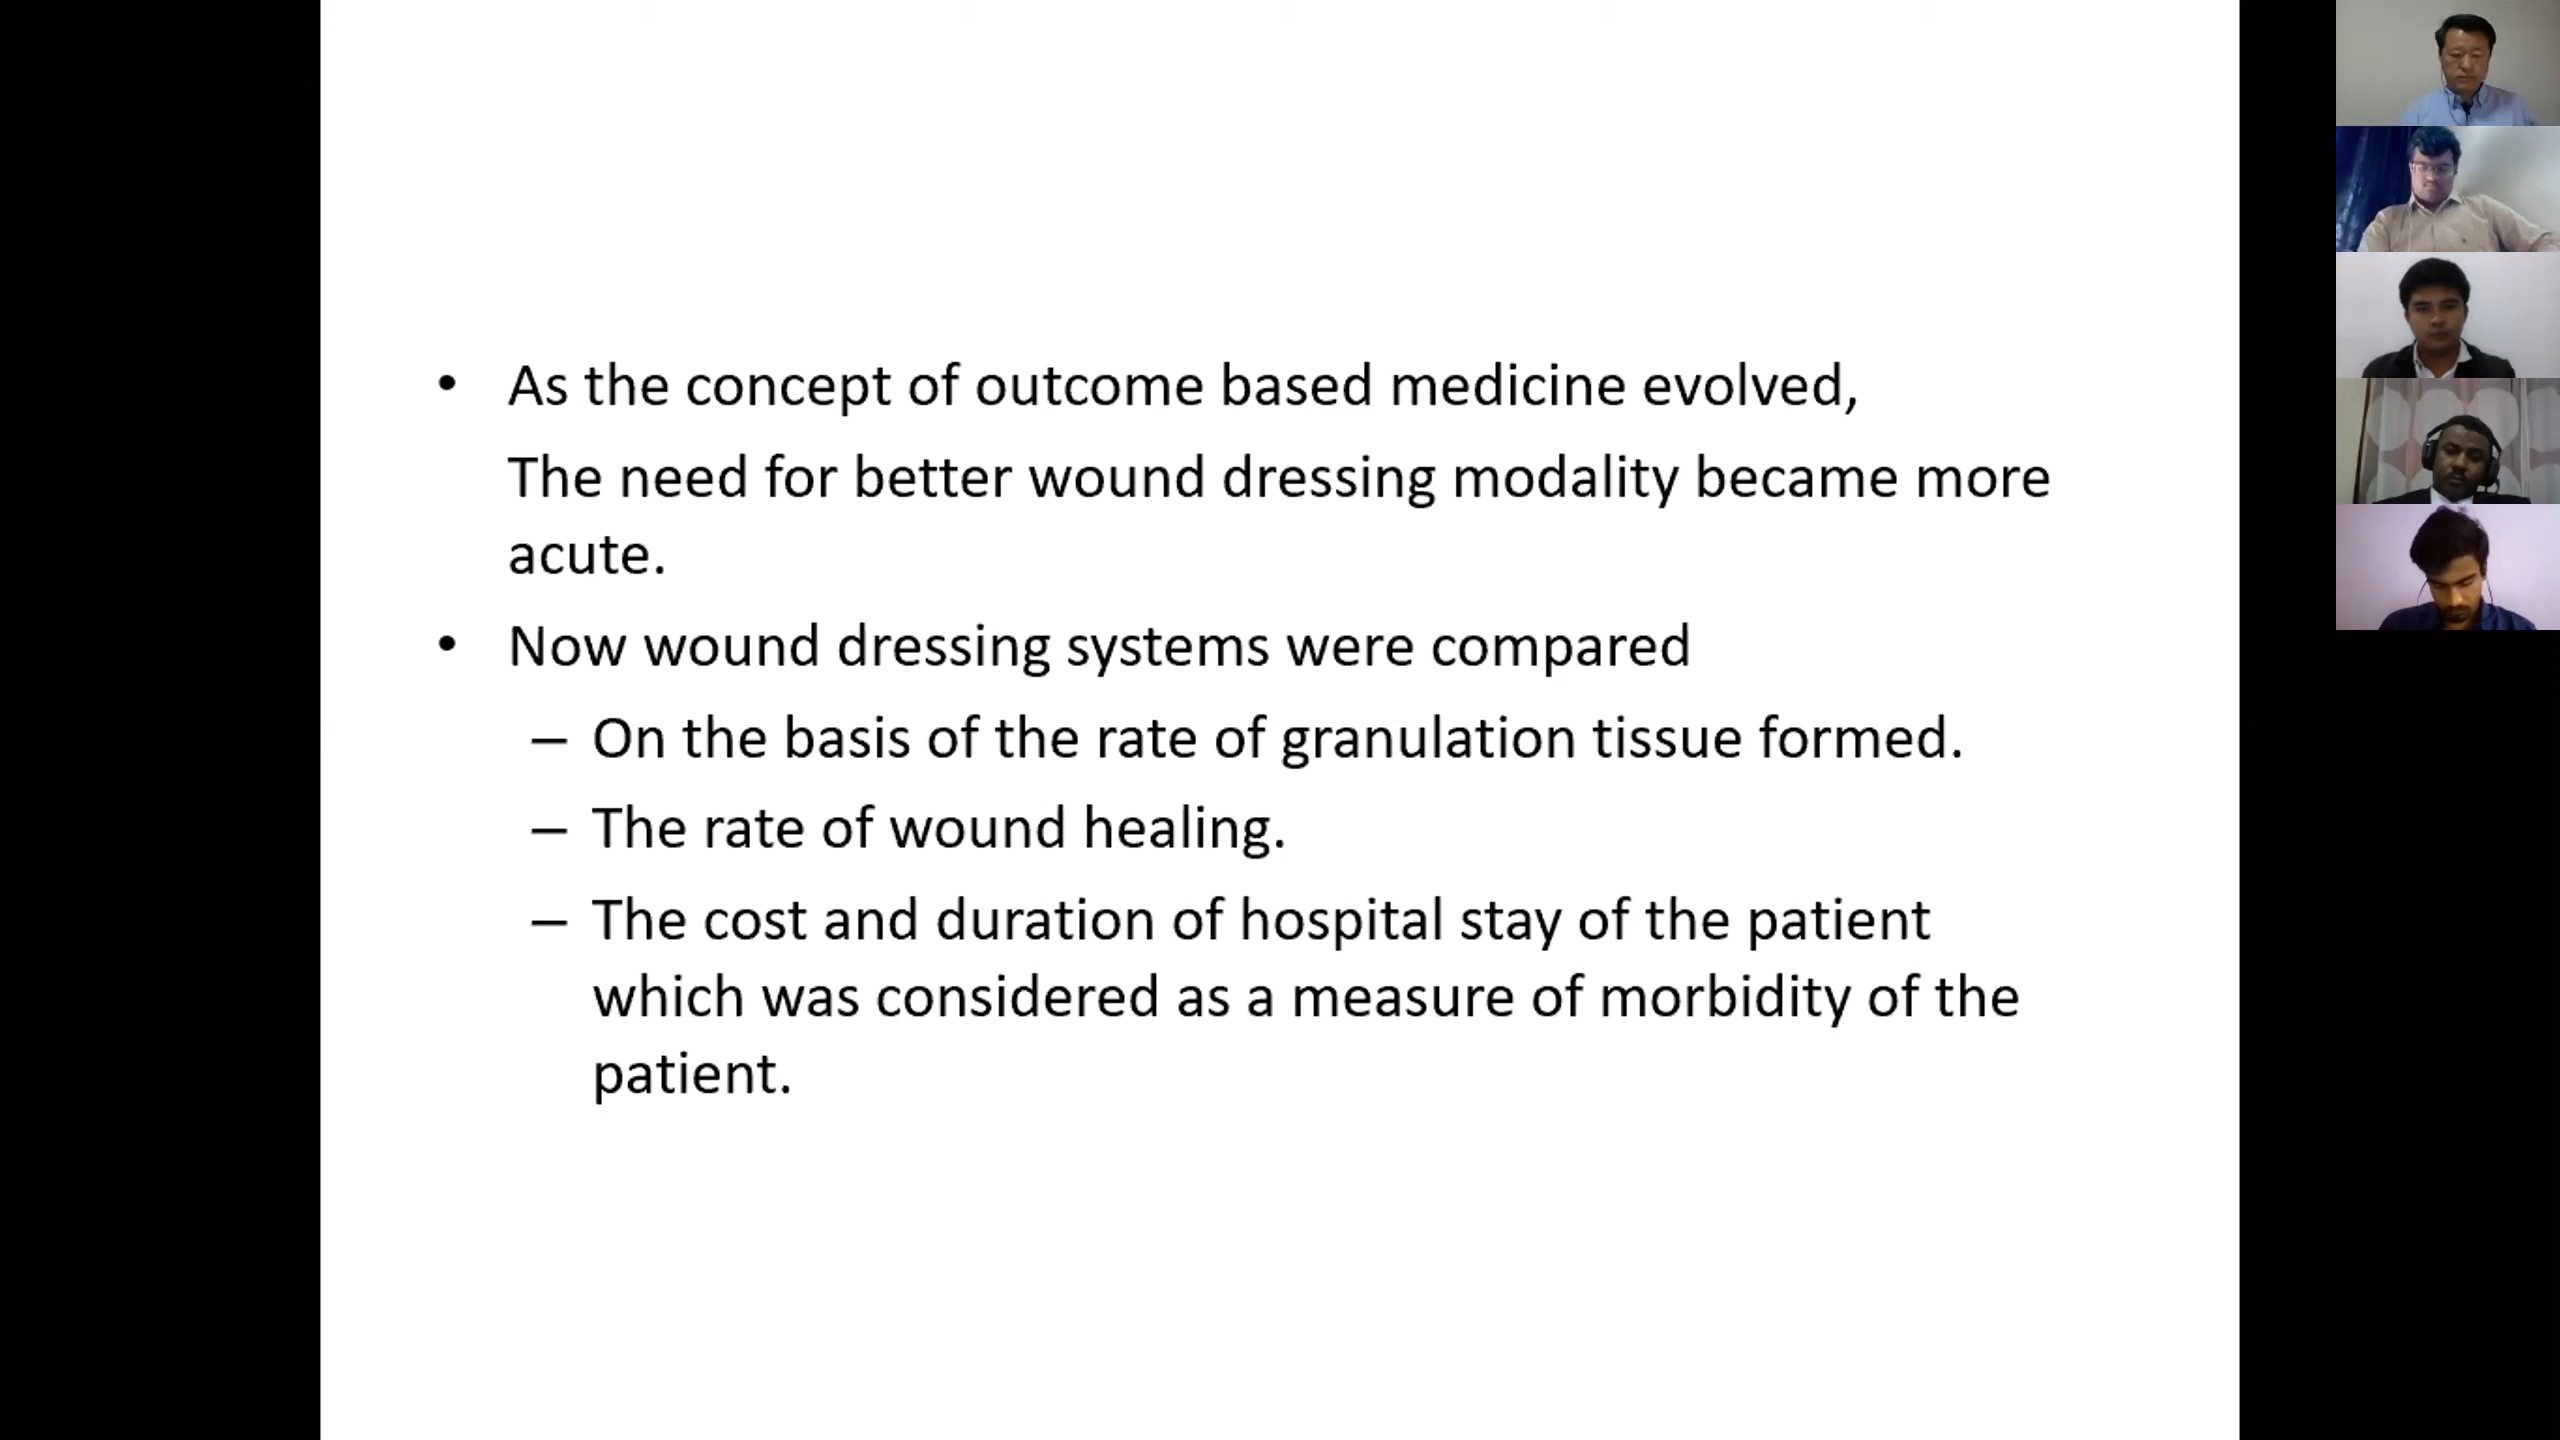 • As the concept of outcome based medicine evolved,
The need for better wound dressing modality became more
acute.
• Now wound dressing systems were compared
– On the basis of the rate of granulation tissue formed.
– The rate of wound healing.
– The cost and duration of hospital stay of the patient
which was considered as a measure of morbidity of the
patient.